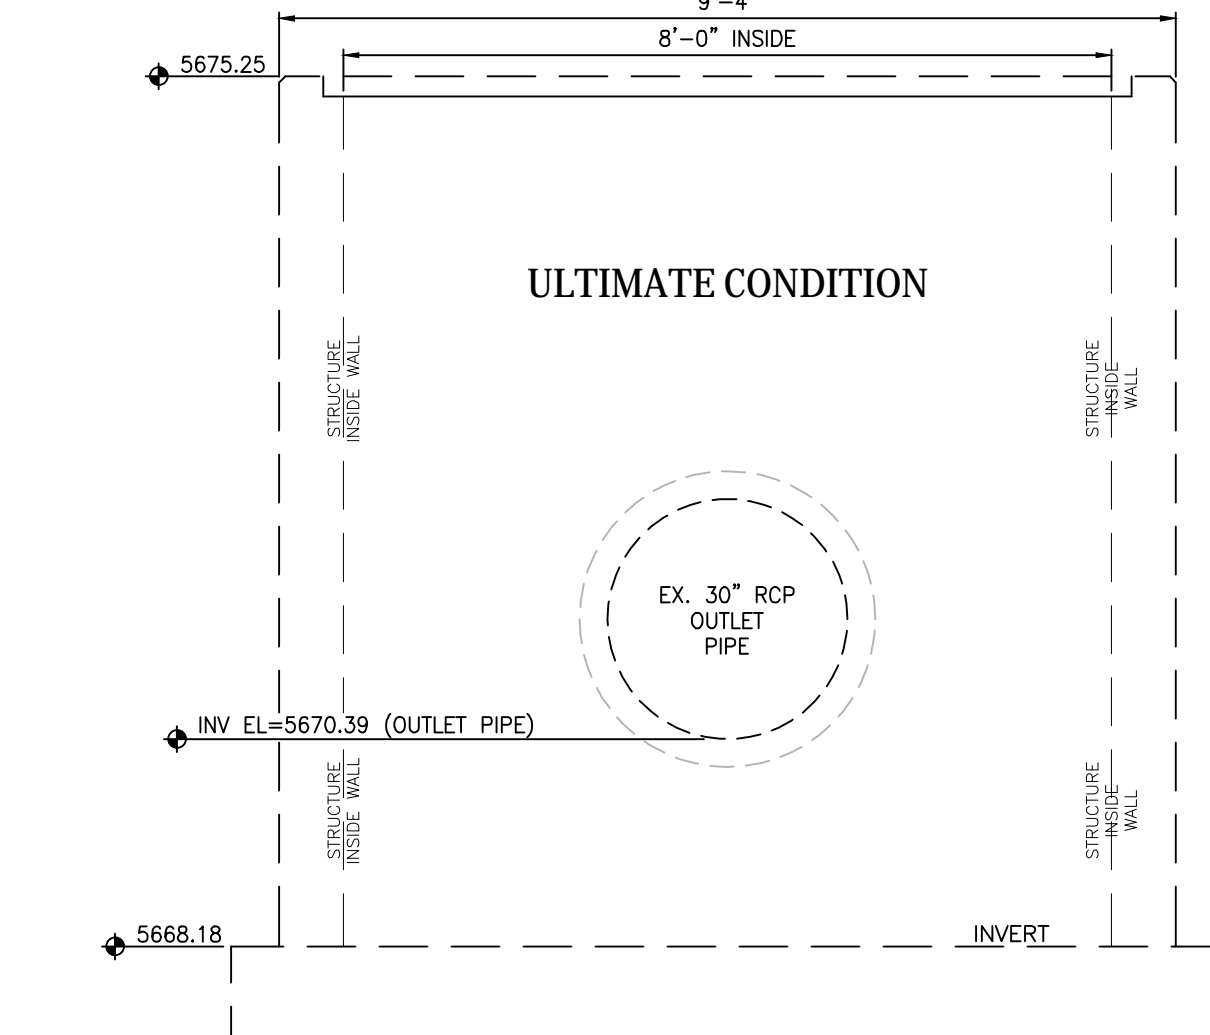 9'-4"
8'-0" INSIDE
5675.25
ULTIMATE CONDITION
STRUCTURE
INSIDE WALL
STRUCTURE
INSIDE
WALL
EX. 30" RCP
OUTLET
PIPE
INV EL=5670.39 (OUTLET PIPE)
STRUCTURE
INSIDE WALL
STRUCTURE
INSIDE
WALL
5668.18
INVERT